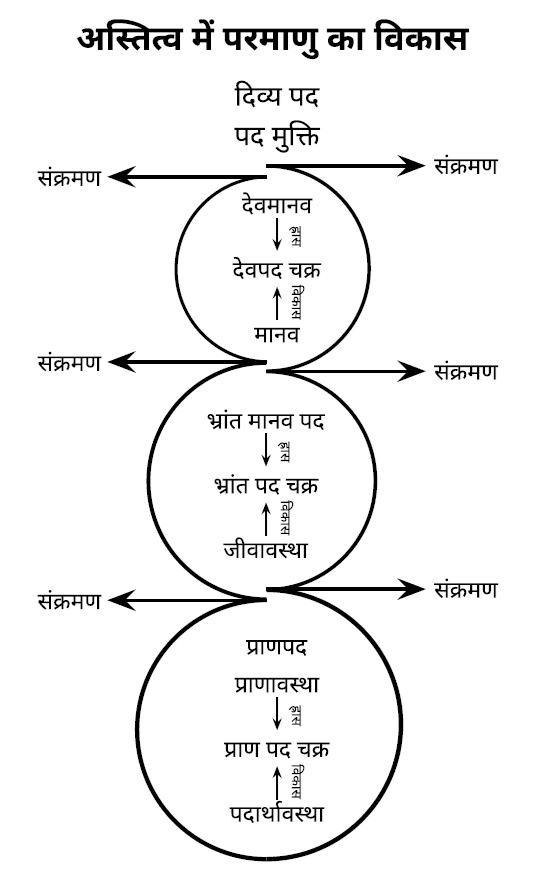 अस्तित्व में परमाणु का विकास
दिव्य पद
पद मुक्ति
संक्रमण
संक्रमण
देवमानव
ह्रास
देवपद चक्र
विकास
मानव
संक्रमण
संक्रमण
भ्रांत मानव पद
ह्रास
भ्रांत पद चक्र
विकास
जीवावस्था
संक्रमण
संक्रमण
प्राणपद
प्राणावस्था
ह्रास
प्राण पद चक्र
विकास
पदार्थावस्था